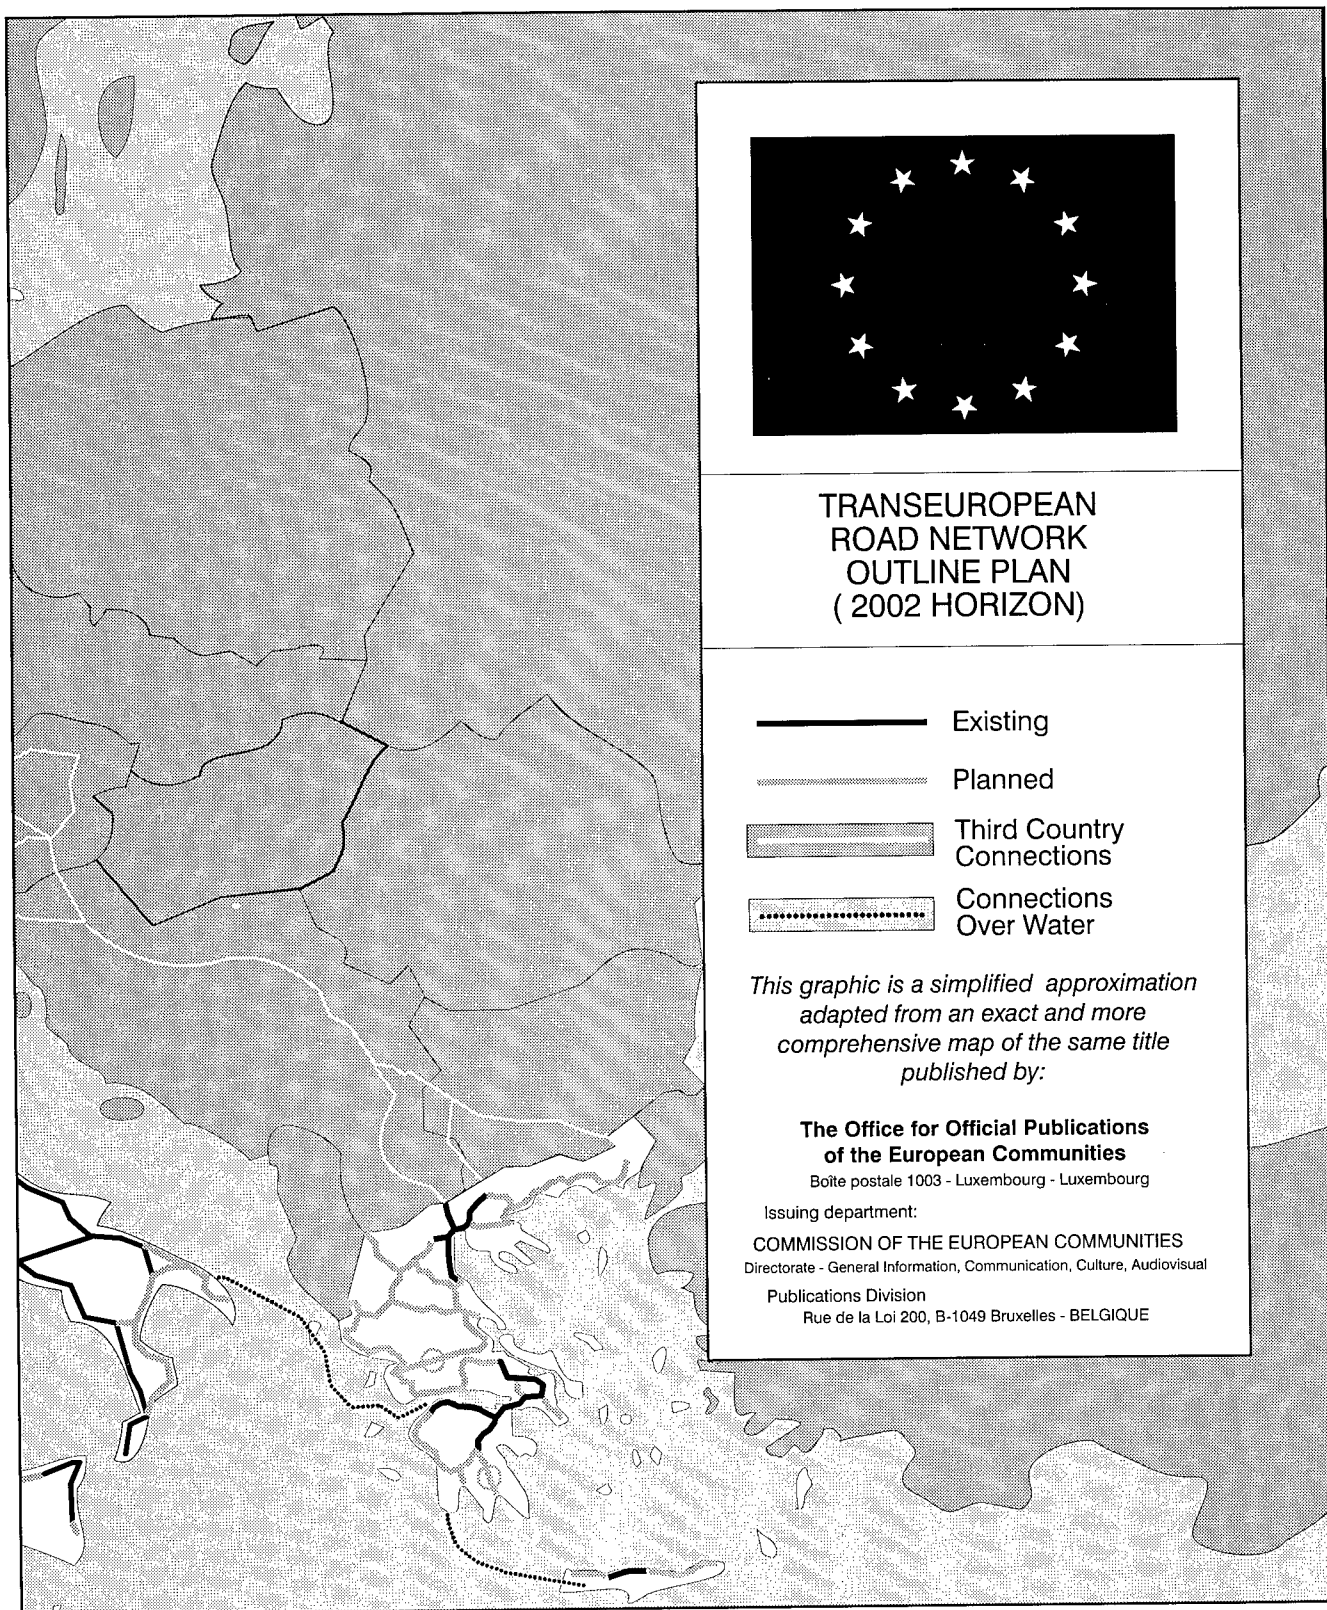 TRANSEUROPEAN
ROAD NETWORK
OUTLINE PLAN
( 2002 HORIZON)
Existing
Planned
Third Country
Connections
Connections
Over Water
This graphic is a simplified approximation
adapted from an exact and more
comprehensive map of the same title
published by:
The Office for Official Publications
of the European Communities
Boîte postale 1003 - Luxembourg - Luxembourg
Issuing department:
COMMISSION OF THE EUROPEAN COMMUNITIES
Directorate - General Information, Communication, Culture, Audiovisual
Publications Division
Rue de la Loi 200, B-1049 Bruxelles - BELGIQUE